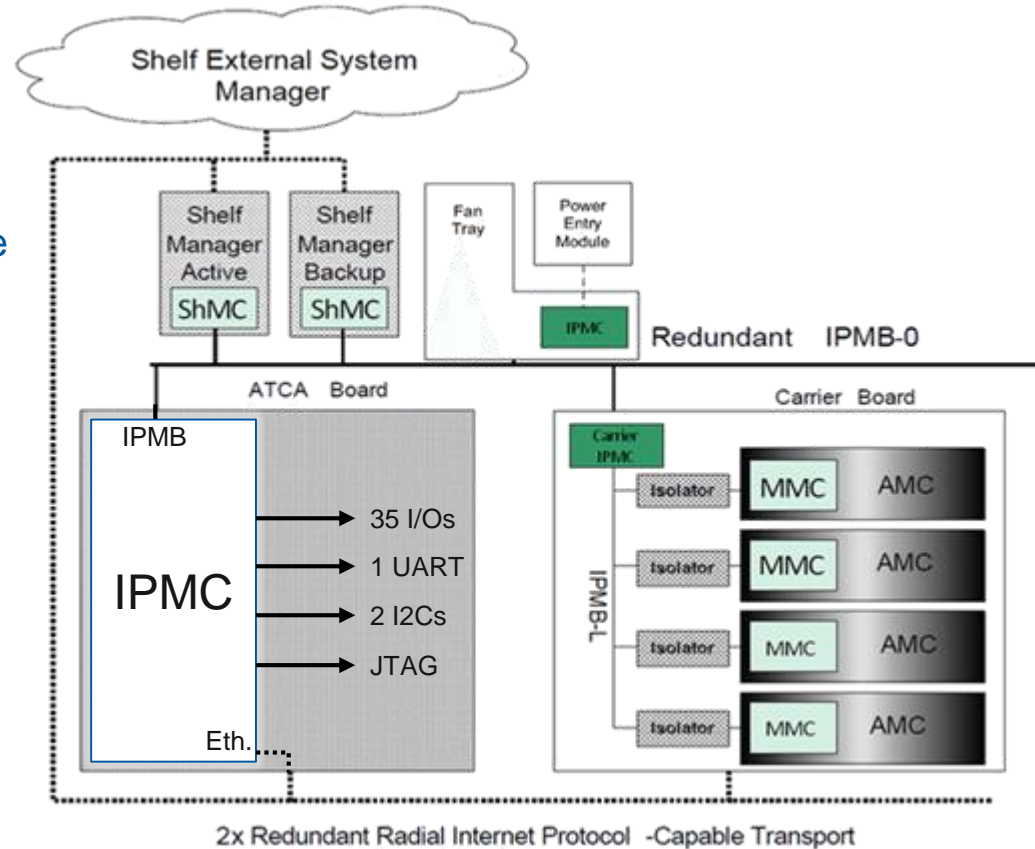 Shelf External System
Manager
e
Shelf
Manager
Active
ShMC
Shelf
Manager
Backup
ShMC
Fan
Tray
Power
Entry
Module
IPMC
Redundant IPMB-0
ATCA Board
IPMB
IPMC
35 I/Os
1 UART
2 I2Cs
JTAG
Eth.
Carrier Board
Carrier
IPMC
IPMB-L
Isolator
MMC
AMC
Isolator
MMC
AMC
Isolator
MMC
AMC
Isolator
MMC
AMC
2x Redundant Radial Internet Protocol -Capable Transport